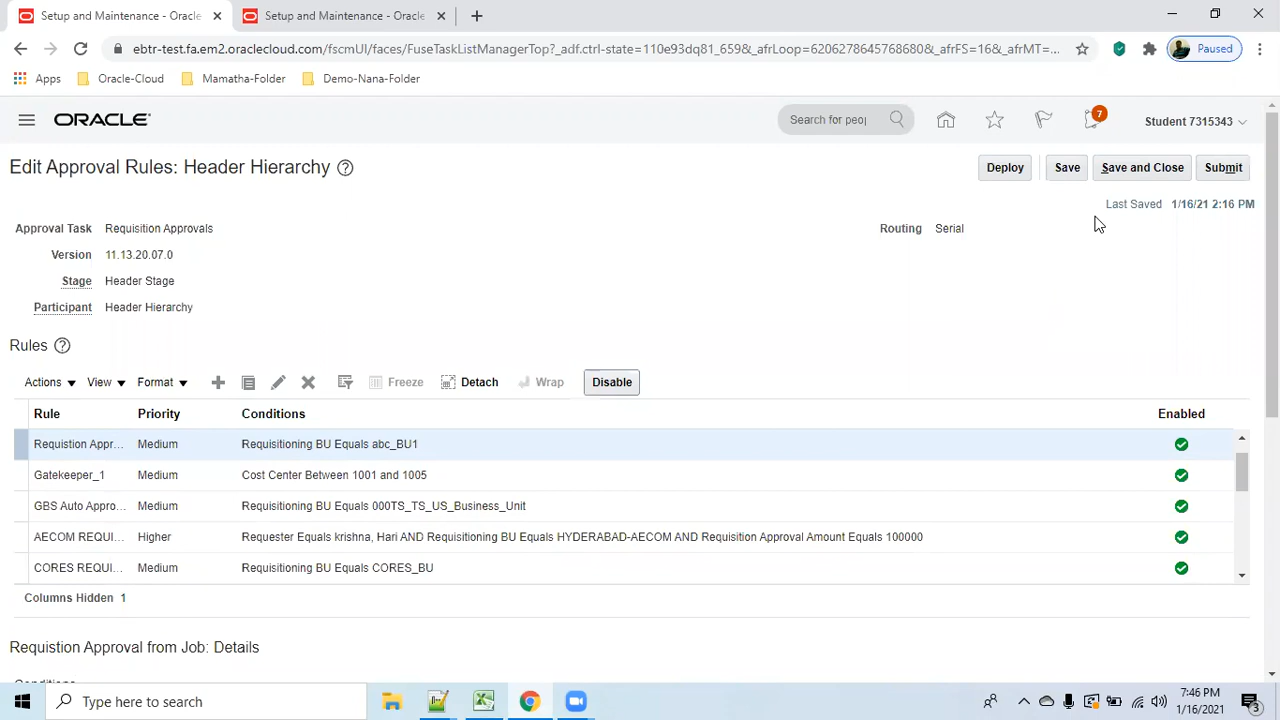 Setup and Maintenance - Oracle
Setup and Maintenance - Oracle
ebtr-test.fa.em2.oraclecloud.com/fscmUI/faces/FuseTaskListManagerTop?_adf.ctrl-state=110e93dq81_659&_afrLoop=6206278645768680&_afrFS=16&_afrMT=...
Paused
Apps Oracle-Cloud Mamatha-Folder Demo-Nana-Folder
ORACLE
Search for peo
7
Student 7315343
Edit Approval Rules: Header Hierarchy
Deploy Save Save and Close Submit
Last Saved 1/16/21 2:16 PM
Approval Task Requisition Approvals Routing Serial
Version 11.13.20.07.0
Stage Header Stage
Participant Header Hierarchy
Rules
Actions View Format Freeze Detach Wrap Disable
Rule Priority Conditions Enabled
Requistion Appr... Medium Requisitioning BU Equals abc_BU1
Gatekeeper_1 Medium Cost Center Between 1001 and 1005
GBS Auto Appro... Medium Requisitioning BU Equals 000TS_TS_US_Business_Unit
AECOM REQUI... Higher Requester Equals krishna, Hari AND Requisitioning BU Equals HYDERABAD-AECOM AND Requisition Approval Amount Equals 100000
CORES REQUI... Medium Requisitioning BU Equals CORES_BU
Columns Hidden 1
Requistion Approval from Job: Details
Conditions
Type here to search
7:46 PM
1/16/2021
3